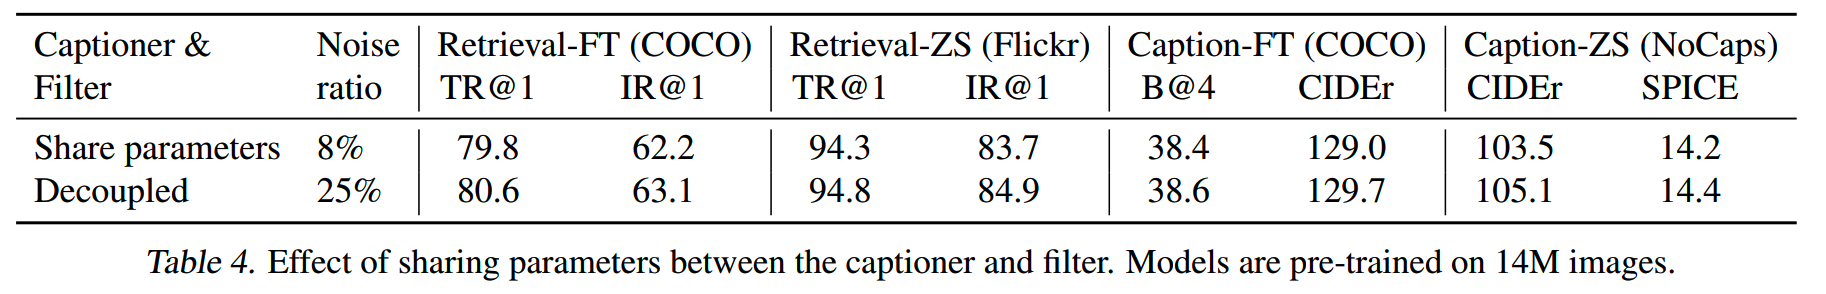 Captioner & Noise Retrieval-FT (COCO) Retrieval-ZS (Flickr) Caption-FT (COCO) Caption-ZS (NoCaps)
Filter ratio TR@1 IR@1 TR@1 IR@1 B@4 CIDEr CIDEr SPICE
Share parameters 8% 79.8 62.2 94.3 83.7 38.4 129.0 103.5 14.2
Decoupled 25% 80.6 63.1 94.8 84.9 38.6 129.7 105.1 14.4
Table 4. Effect of sharing parameters between the captioner and filter. Models are pre-trained on 14M images.